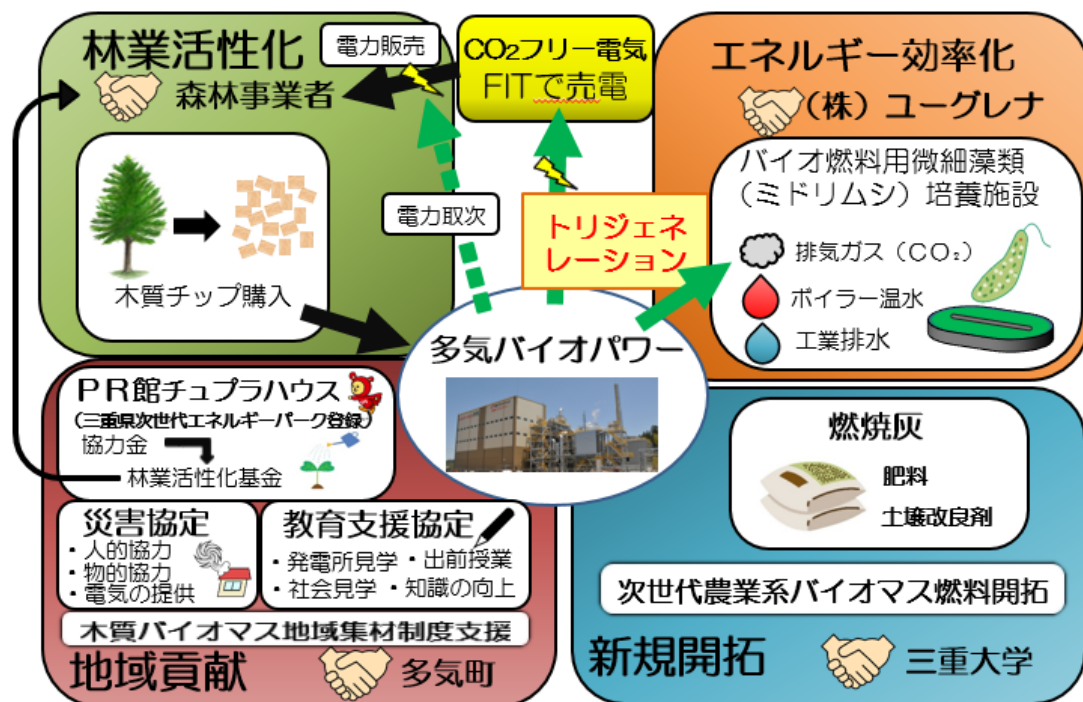 林業活性化
森林事業者
電力販売
CO₂フリー電気
FITで売電
エネルギー効率化
(株)ユーグレナ
木質チップ購入
電力取次
トリジェネ
レーション
バイオ燃料用微細藻類
(ミドリムシ)培養施設
排気ガス(CO₂)
ボイラー温水
工業排水
多気バイオパワー
PR館チュプラハウス
(三重県次世代エネルギーパーク登録)
協力金
林業活性化基金
災害協定
・人的協力
・物的協力
・電気の提供
教育支援協定
・発電所見学 ・出前授業
・社会見学 ・知識の向上
木質バイオマス地域集材制度支援
地域貢献
多気町
燃焼灰
肥料
土壌改良剤
次世代農業系バイオマス燃料開拓
新規開拓
三重大学